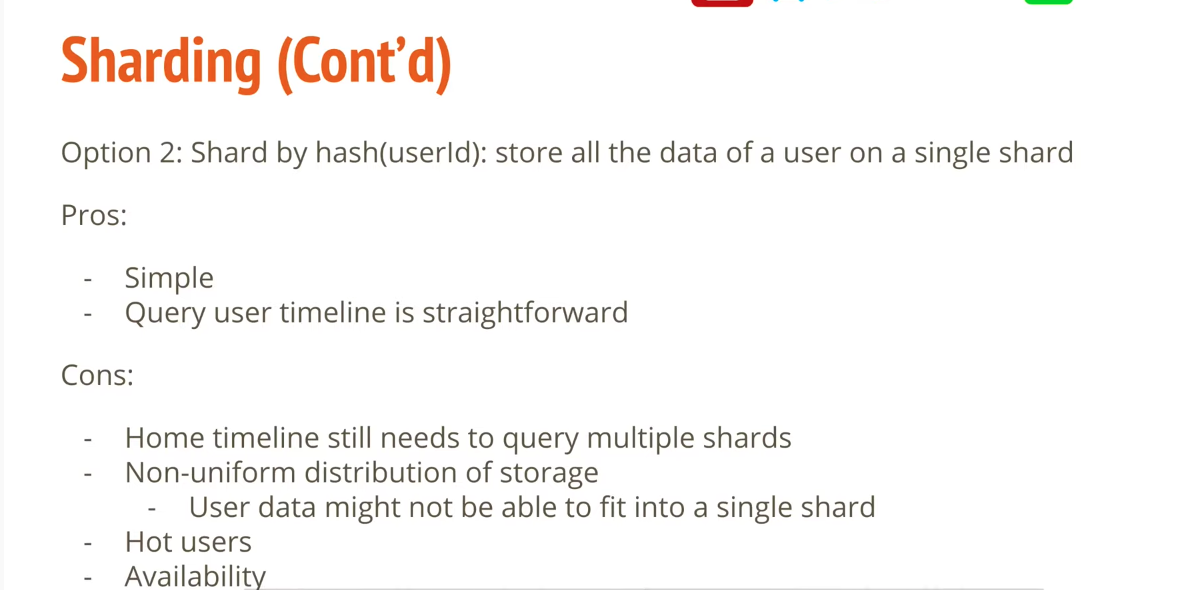 Sharding (Cont’d)
Option 2: Shard by hash(userId): store all the data of a user on a single shard
Pros:
- Simple
- Query user timeline is straightforward
Cons:
- Home timeline still needs to query multiple shards
- Non-uniform distribution of storage
- User data might not be able to fit into a single shard
- Hot users
- Availability